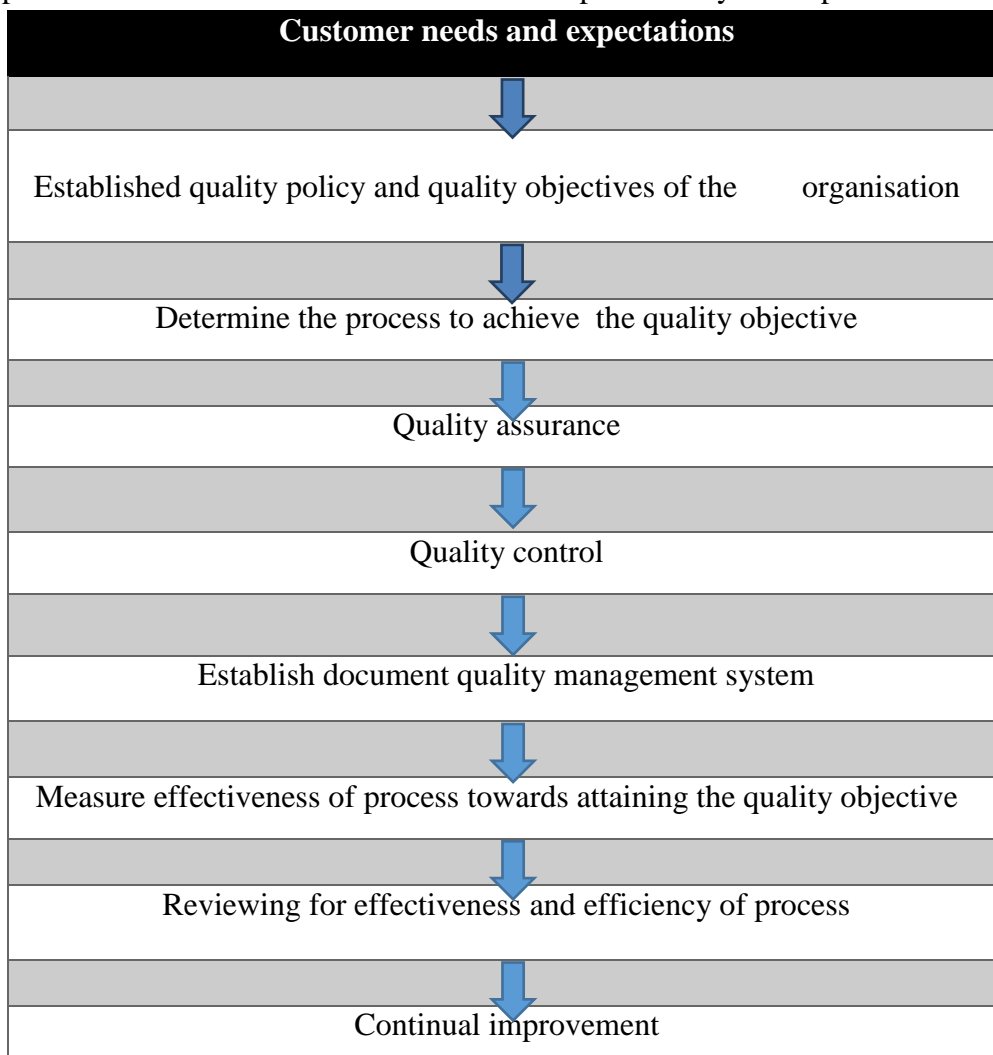 Customer needs and expectations
Established quality policy and quality objectives of the organisation
Determine the process to achieve the quality objective
Quality assurance
Quality control
Establish document quality management system
Measure effectiveness of process towards attaining the quality objective
Reviewing for effectiveness and efficiency of process
Continual improvement